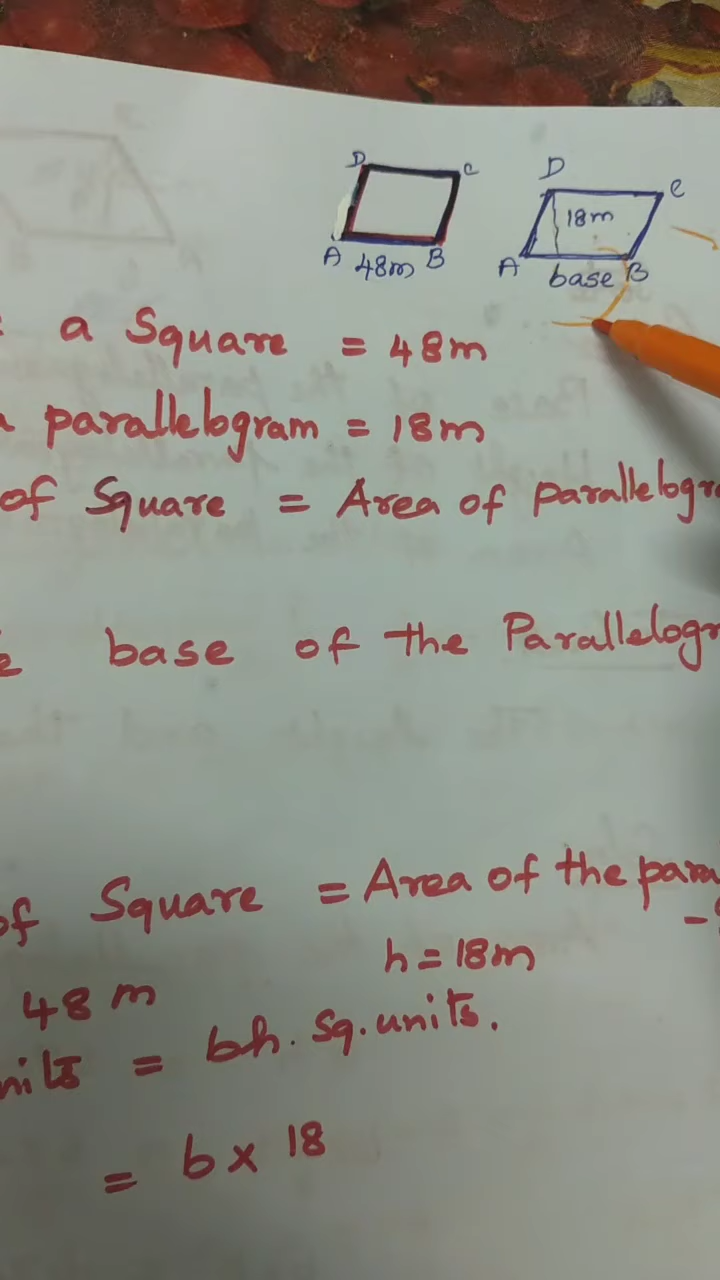 D C D C
18m
A 48m B A base B
a Square = 48m
parallelogram = 18m
of Square = Area of parallelogr
base of the Parallelogr
of Square = Area of the para
h = 18m
48 m
= bh. Sq. units.
= b x 18